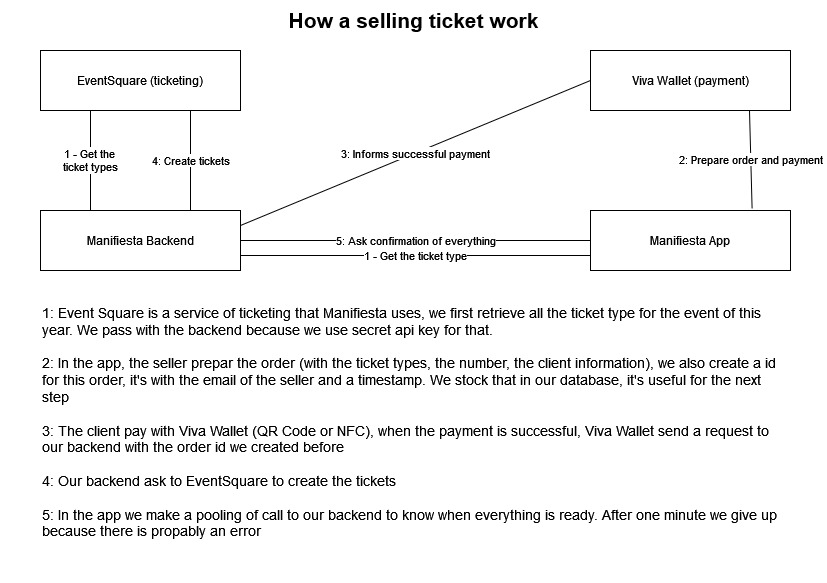 How a selling ticket work
EventSquare (ticketing)
Viva Wallet (payment)
1 - Get the
ticket types
4: Create tickets
3: Informs successful payment
2: Prepare order and payment
Manifiesta Backend
Manifiesta App
5: Ask confirmation of everything
1 - Get the ticket type
1: Event Square is a service of ticketing that Manifiesta uses, we first retrieve all the ticket type for the event of this
year. We pass with the backend because we use secret api key for that.
2: In the app, the seller prepar the order (with the ticket types, the number, the client information), we also create a id
for this order, it's with the email of the seller and a timestamp. We stock that in our database, it's useful for the next
step
3: The client pay with Viva Wallet (QR Code or NFC), when the payment is successful, Viva Wallet send a request to
our backend with the order id we created before
4: Our backend ask to EventSquare to create the tickets
5: In the app we make a pooling of call to our backend to know when everything is ready. After one minute we give up
because there is propably an error